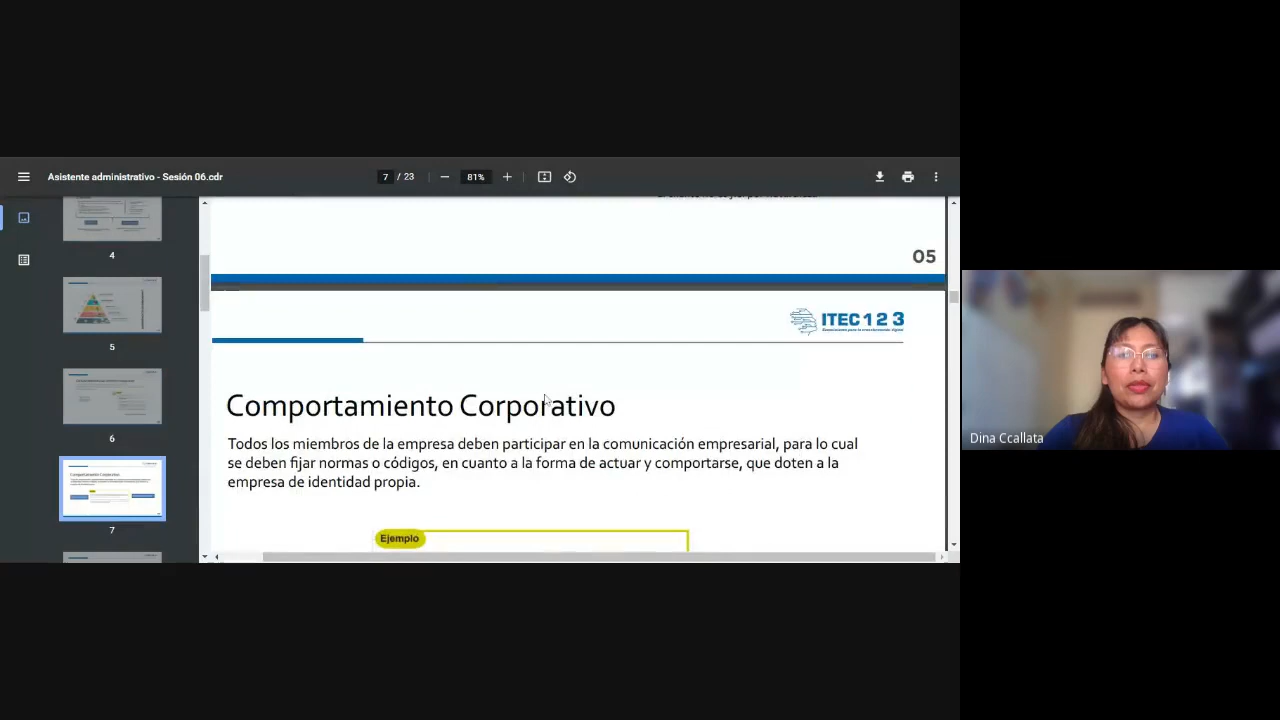 Asistente administrativo - Sesión 06.cdr
7 / 23
81%
4
5
6
7
05
ITEC 1 2 3
Comportamiento Corporativo
Todos los miembros de la empresa deben participar en la comunicación empresarial, para lo cual
se deben fijar normas o códigos, en cuanto a la forma de actuar y comportarse, que doten a la
empresa de identidad propia.
Ejemplo
Dina Ccallata